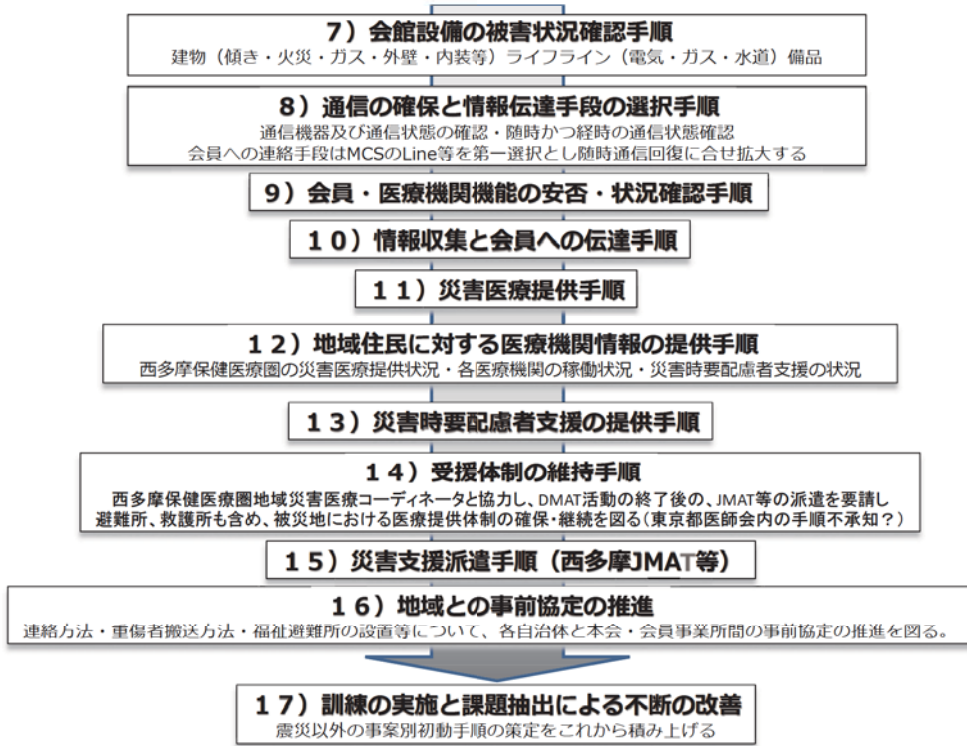 7）会館設備の被害状況確認手順
建物（傾き・火災・ガス・外壁・内装等）ライフライン（電気・ガス・水道）備品
8）通信の確保と情報伝達手段の選択手順
通信機器及び通信状態の確認・随時かつ経時の通信状態確認
会員への連絡手段はMCSのLine等を第一選択とし随時通信回復に合せ拡大する
9）会員・医療機関機能の安否・状況確認手順
10）情報収集と会員への伝達手順
11）災害医療提供手順
12）地域住民に対する医療機関情報の提供手順
西多摩保健医療圏の災害医療提供状況・各医療機関の稼働状況・災害時要配慮者支援の状況
13）災害時要配慮者支援の提供手順
14）受援体制の維持手順
西多摩保健医療圏地域災害医療コーディネータと協力し、DMAT活動の終了後の、JMAT等の派遣を要請し
避難所、救護所も含め、被災地における医療提供体制の確保・継続を図る（東京都医師会内の手順不承知？）
15）災害支援派遣手順（西多摩JMAT等）
16）地域との事前協定の推進
連絡方法・重傷者搬送方法・福祉避難所の設置等について、各自治体と本会・会員事業所間の事前協定の推進を図る。
17）訓練の実施と課題抽出による不断の改善
震災以外の事案別初動手順の策定をこれから積み上げる